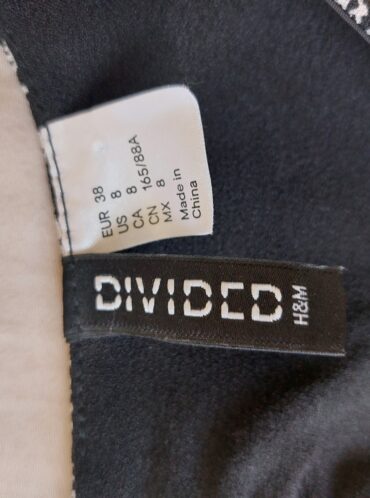 EUR 38
US 8
CA 8
CN 165/88A
MX 8
Made in
China
DIVIDED
H&M